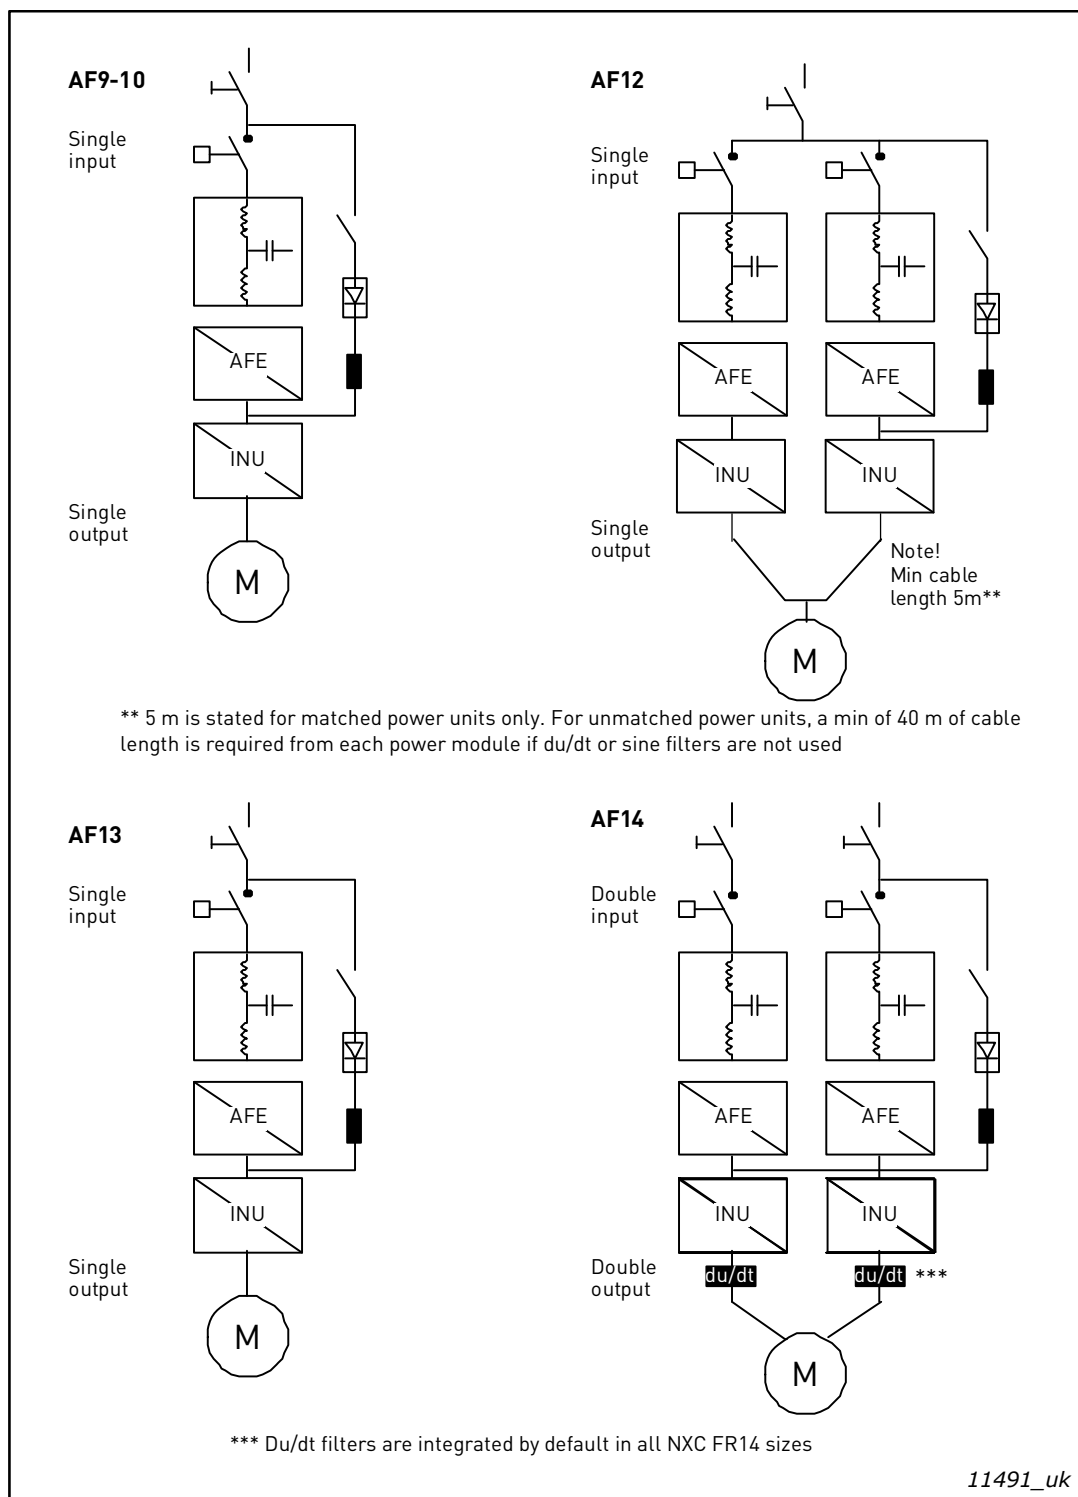 AF9-10
Single
input
AFE
INU
Single
output
M
AF12
Single
input
AFE
AFE
INU
INU
Single
output
Note!
Min cable
length 5m**
M
** 5 m is stated for matched power units only. For unmatched power units, a min of 40 m of cable
length is required from each power module if du/dt or sine filters are not used
AF13
Single
input
AFE
INU
Single
output
M
AF14
Double
input
AFE
AFE
INU
INU
Double
output
du/dt
du/dt ***
M
*** Du/dt filters are integrated by default in all NXC FR14 sizes
11491_uk